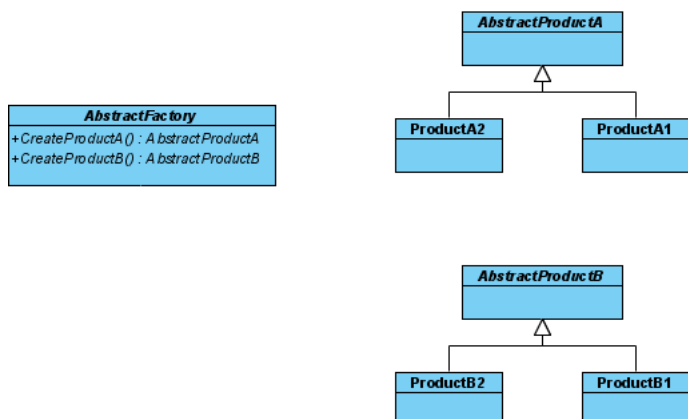 AbstractProductA
ProductA2
ProductA1
AbstractFactory
+CreateProductA() : AbstractProductA
+CreateProductB() : AbstractProductB
AbstractProductB
ProductB2
ProductB1